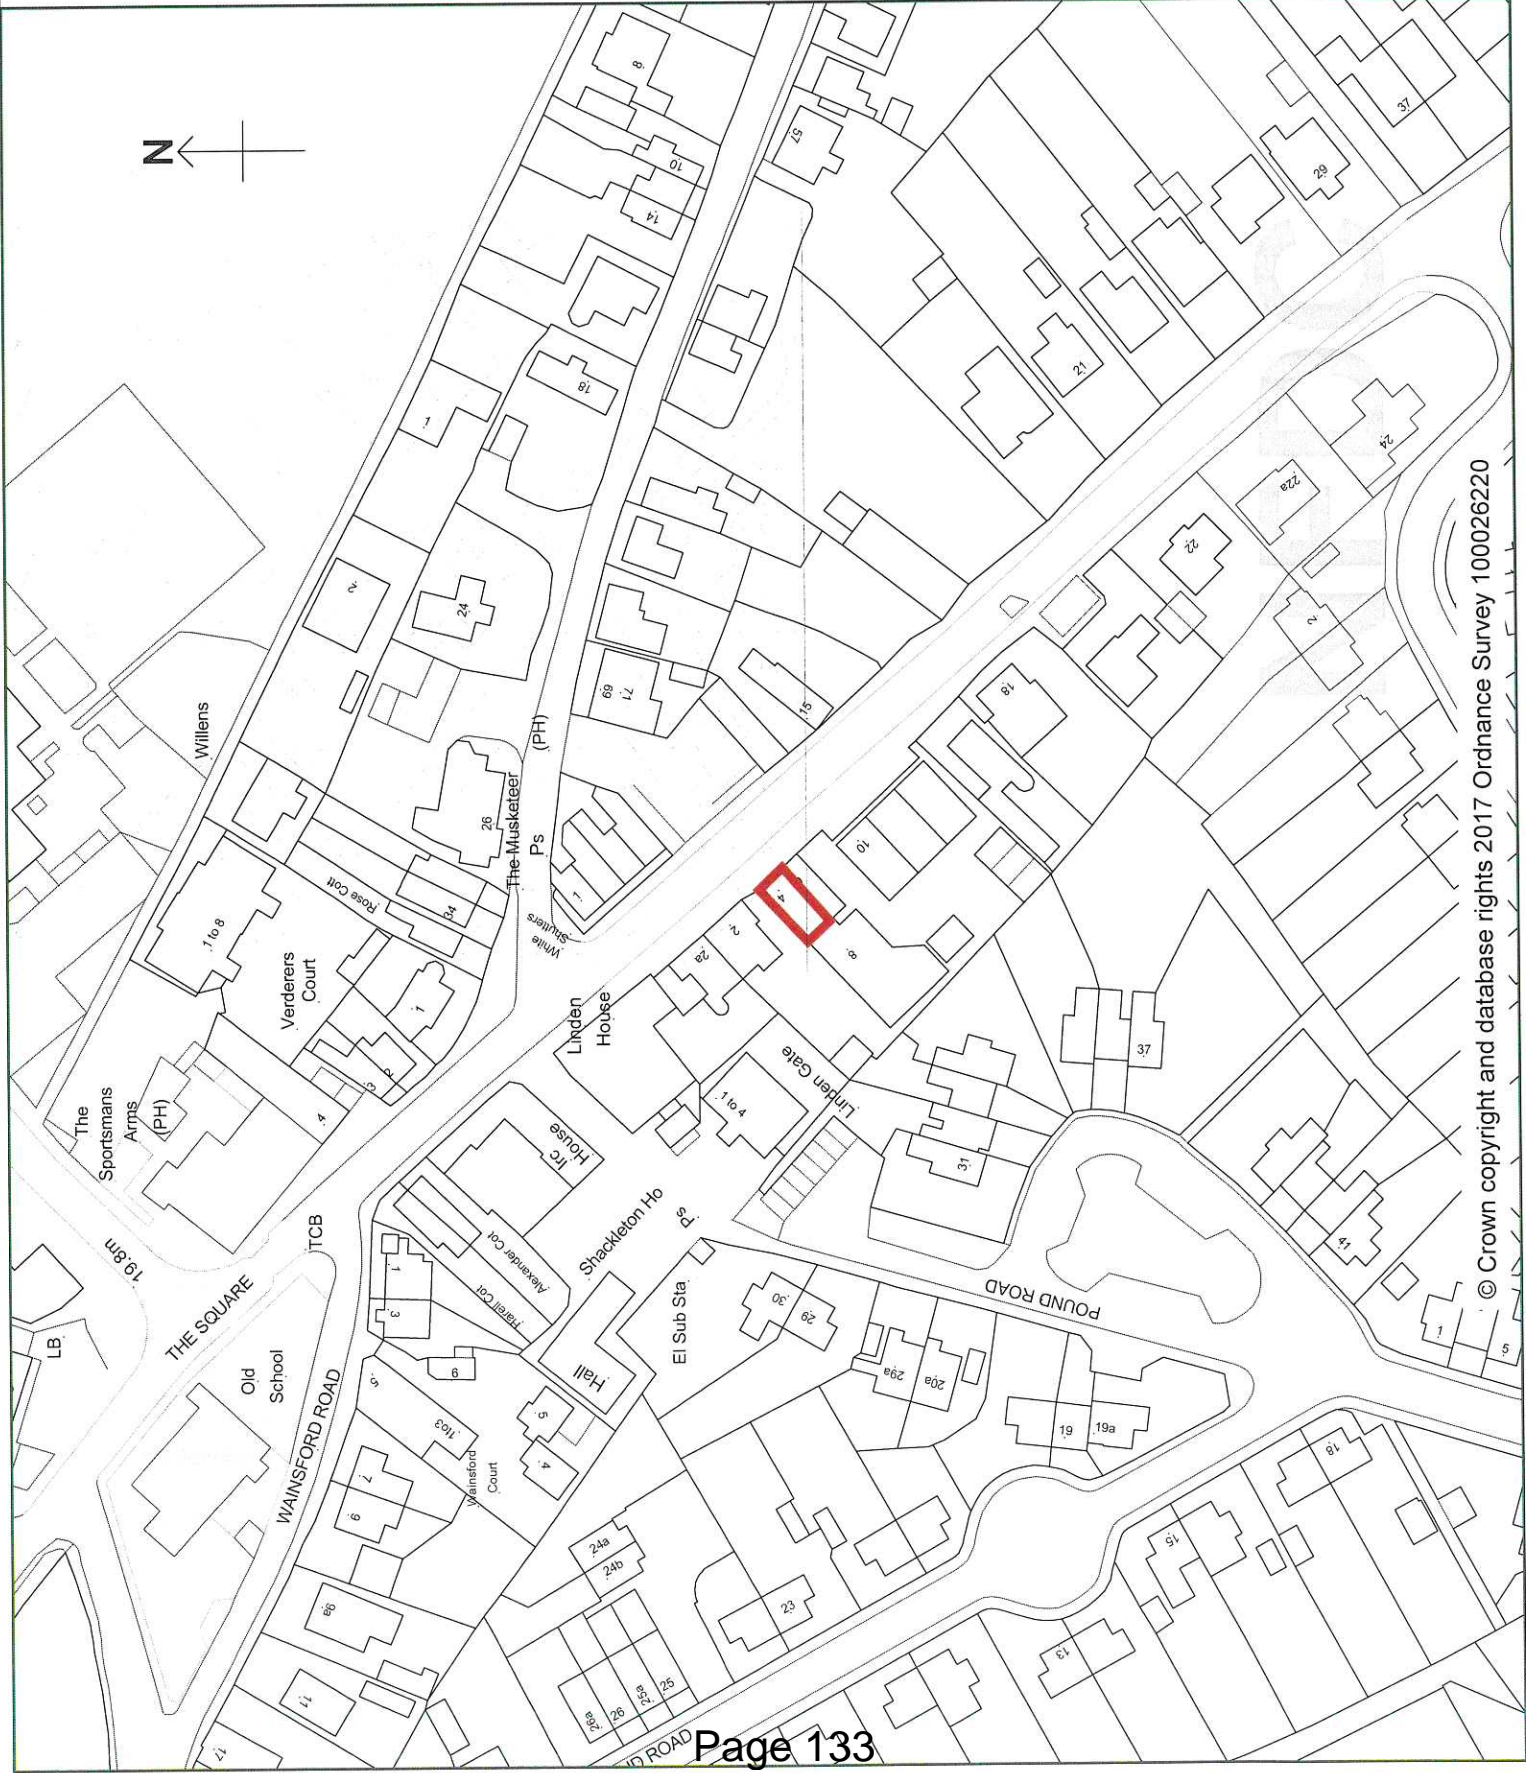 N
8
10
14
57
37
29
18
1
21
24
22a
2
24
22
2
Willens
69
71
15
18
(PH)
The Musketeer
26
Ps
1
10
Rose Cott
34
White
Shutters
1 to 8
Verderers
Court
1
2
3
4
The
Sportsmans
Arms
(PH)
Linden
House
2a
2
4
8
Linden Gate
1 to 4
37
31
Irc
House
Shackleton Ho
Ps
Alexander Cot
Harell Cot
TCB
19.8m
THE SQUARE
LB
Old
School
WAINSFORD ROAD
1
3
5
9
1to3
Wainsford
Court
Hall
5
4
7
9
9a
11
17
El Sub Sta
30
29
29a
20a
POUND ROAD
19
19a
41
1
5
18
15
13
24a
24b
23
26a
26
25a
25
ND ROAD
© Crown copyright and database rights 2017 Ordnance Survey 100026220
Page 133